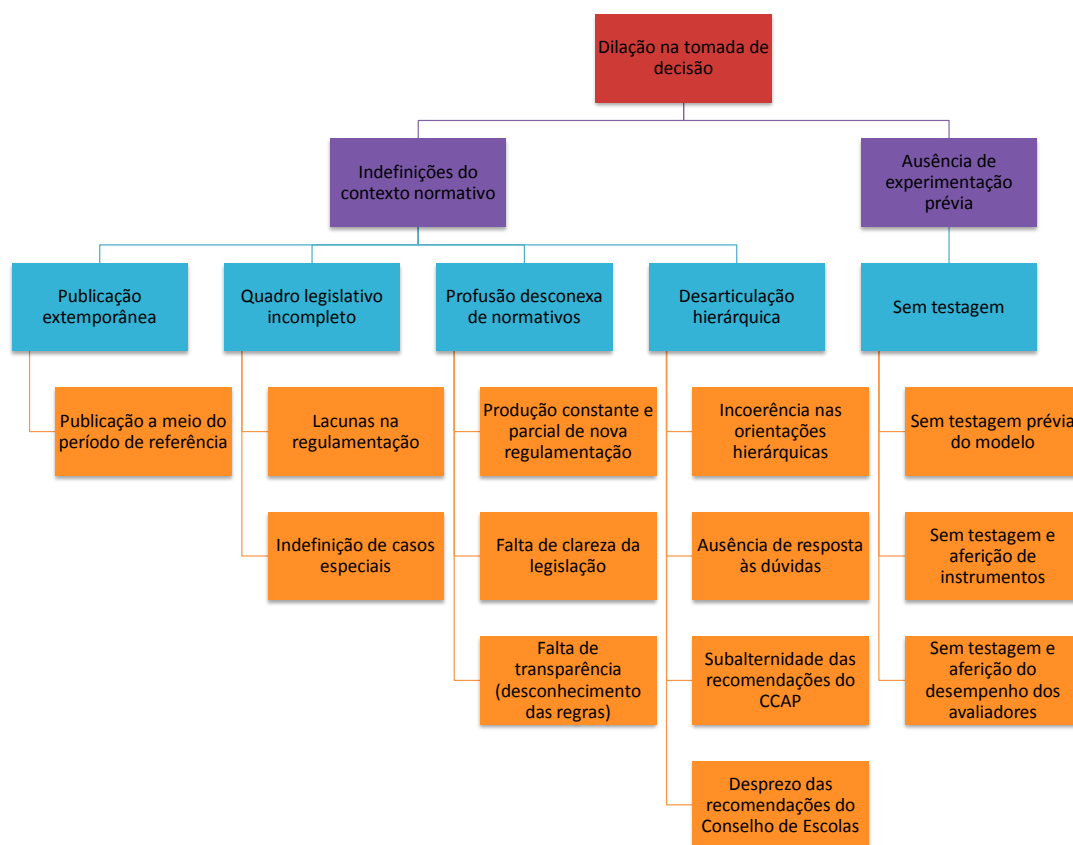 Dilação na tomada de
decisão
Indefinições do
contexto normativo
Ausência de
experimentação
prévia
Publicação
extemporânea
Quadro legislativo
incompleto
Profusão desconexa
de normativos
Desarticulação
hierárquica
Sem testagem
Publicação a meio do
período de referência
Lacunas na
regulamentação
Produção constante e
parcial de nova
regulamentação
Incoerência nas
orientações
hierárquicas
Sem testagem prévia
do modelo
Indefinição de casos
especiais
Falta de clareza da
legislação
Ausência de resposta
às dúvidas
Sem testagem e
aferição de
instrumentos
Falta de
transparência
(desconhecimento
das regras)
Subalternidade das
recomendações do
CCAP
Sem testagem e
aferição do
desempenho dos
avaliadores
Desprezo das
recomendações do
Conselho de Escolas